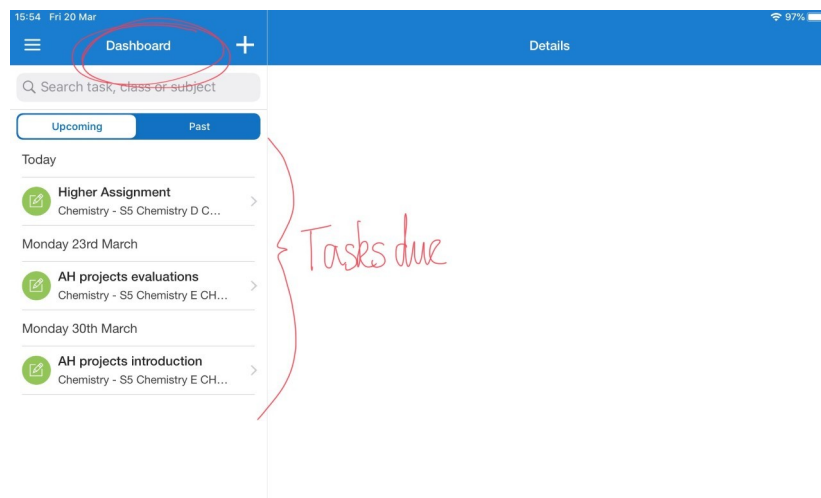 15:54 Fri 20 Mar
97%
Dashboard
Details
Search task, class or subject
Upcoming
Past
Today
Higher Assignment
Chemistry - S5 Chemistry D C...
Monday 23rd March
AH projects evaluations
Chemistry - S5 Chemistry E CH...
Tasks due
Monday 30th March
AH projects introduction
Chemistry - S5 Chemistry E CH...